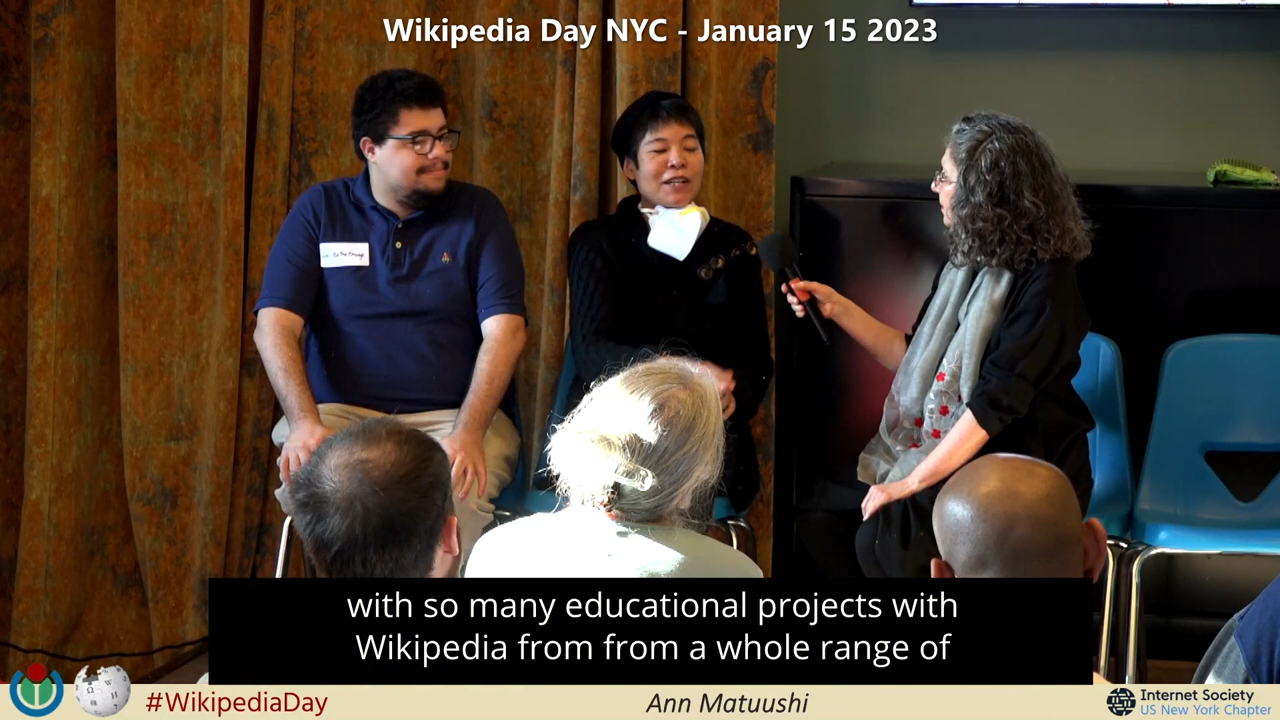 Wikipedia Day NYC - January 15 2023
with so many educational projects with
Wikipedia from from a whole range of
#WikipediaDay
Ann Matuushi
Internet Society
US New York Chapter